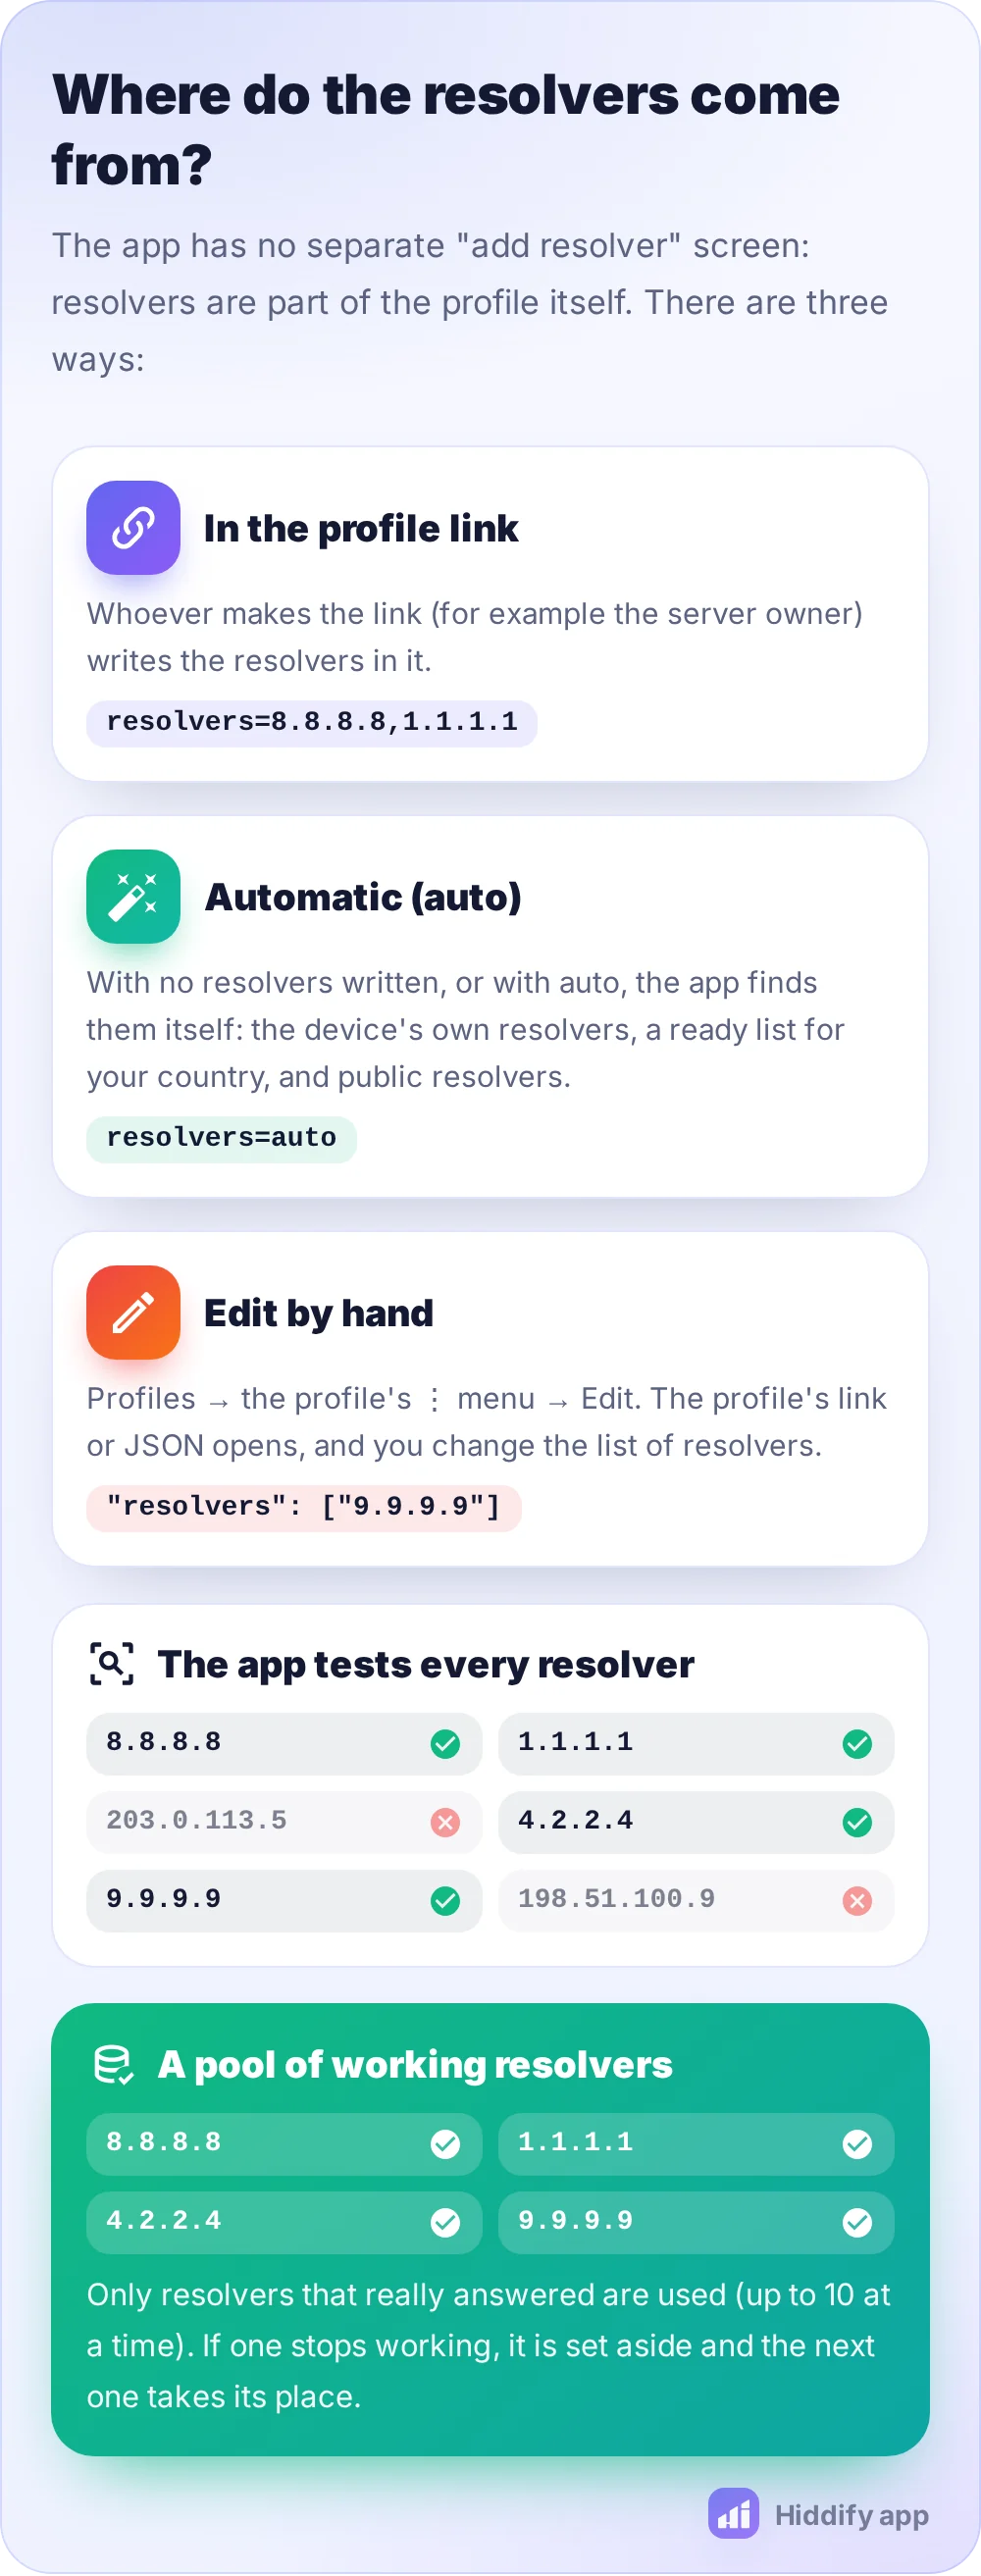 Where do the resolvers come
from?
The app has no separate "add resolver" screen:
resolvers are part of the profile itself. There are three
ways:
In the profile link
Whoever makes the link (for example the server owner)
writes the resolvers in it.
resolvers=8.8.8.8,1.1.1.1
Automatic (auto)
With no resolvers written, or with auto, the app finds
them itself: the device's own resolvers, a ready list for
your country, and public resolvers.
resolvers=auto
Edit by hand
Profiles → the profile's ⋮ menu → Edit. The profile's link
or JSON opens, and you change the list of resolvers.
"resolvers": ["9.9.9.9"]
The app tests every resolver
8.8.8.8
1.1.1.1
203.0.113.5
4.2.2.4
9.9.9.9
198.51.100.9
A pool of working resolvers
8.8.8.8
1.1.1.1
4.2.2.4
9.9.9.9
Only resolvers that really answered are used (up to 10 at
a time). If one stops working, it is set aside and the next
one takes its place.
Hiddify app